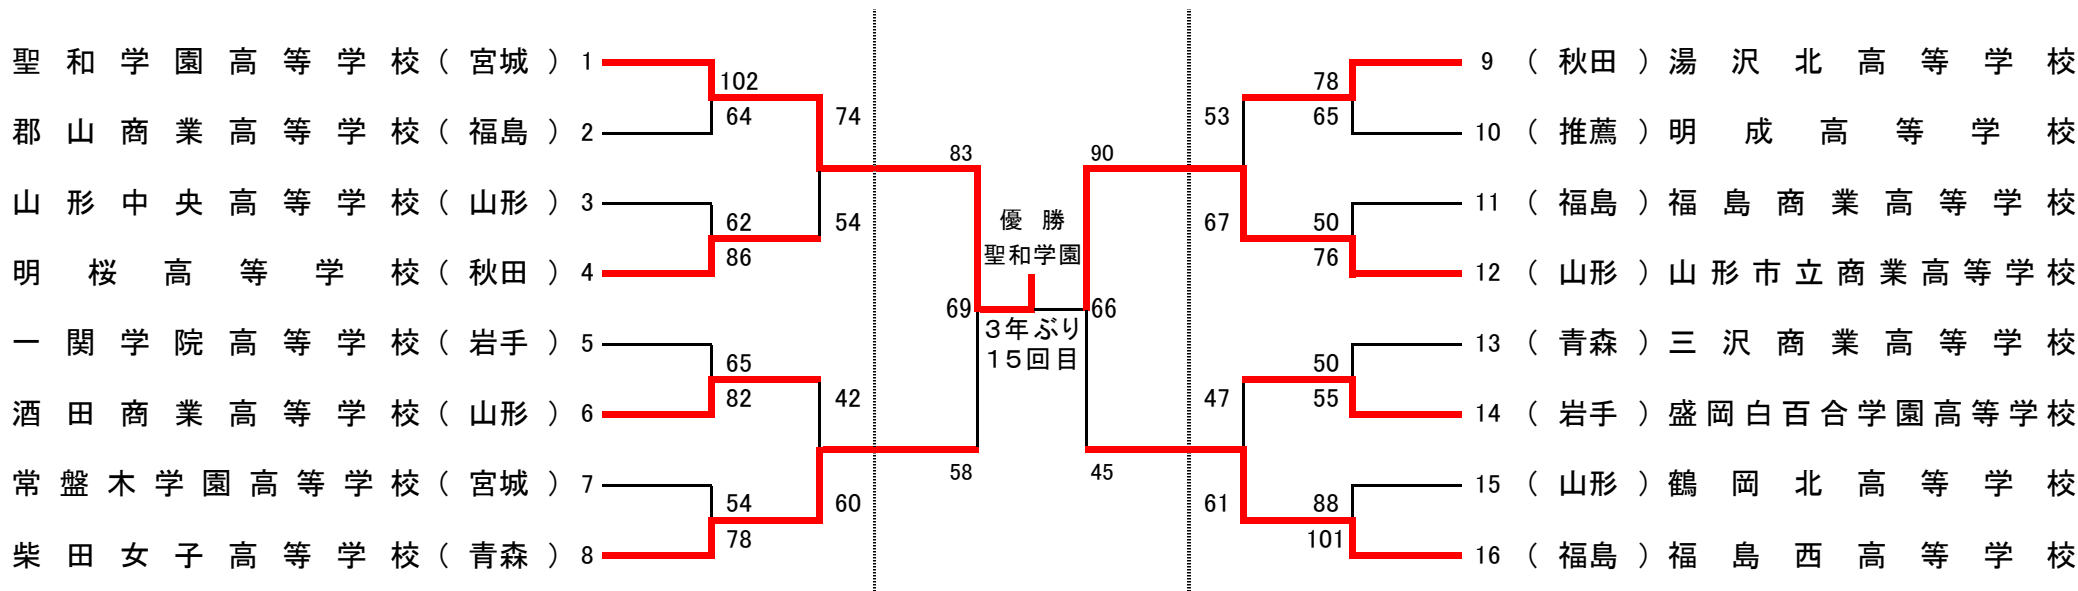 聖和学園高等学校(宮城)1
郡山商業高等学校(福島)2
山形中央高等学校(山形)3
明桜高等学校(秋田)4
一関学院高等学校(岩手)5
酒田商業高等学校(山形)6
常盤木学園高等学校(宮城)7
柴田女子高等学校(青森)8
102
64
62
86
65
82
54
78
74
54
42
60
83
58
69
優勝
聖和学園
3年ぶり
15回目
66
90
45
53
67
47
61
78
65
50
76
50
55
88
101
9(秋田)湯沢北高等学校
10(推薦)明成高等学校
11(福島)福島商業高等学校
12(山形)山形市立商業高等学校
13(青森)三沢商業高等学校
14(岩手)盛岡白百合学園高等学校
15(山形)鶴岡北高等学校
16(福島)福島西高等学校